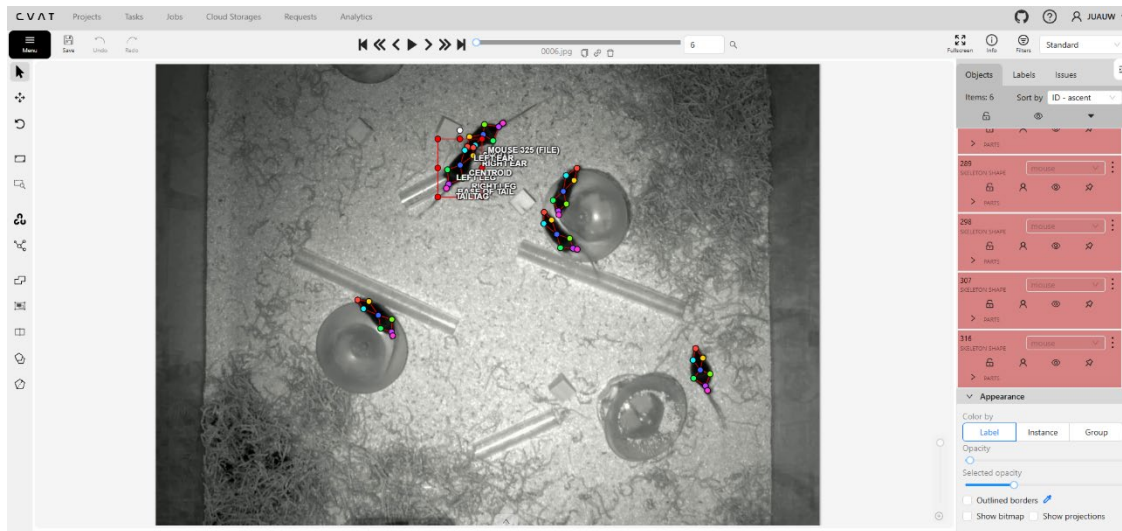 CVAT Projects Tasks Jobs Cloud Storages Requests Analytics JUAUW
Menu Save Undo Redo 0006.jpg 6 Fullscreen Info Filters Standard
Objects Labels Issues
Items: 6 Sort by ID - ascent
PARTS
289 mouse
SKELETON SHAPE
PARTS
298 mouse
SKELETON SHAPE
PARTS
307 mouse
SKELETON SHAPE
PARTS
316 mouse
SKELETON SHAPE
PARTS
Appearance
Color by
Label Instance Group
Opacity
Selected opacity
Outlined borders
Show bitmap Show projections
MOUSE 325 (FILE)
LEFT EAR
RIGHT EAR
CENTROID
LEFT LEG
RIGHT LEG
BASE OF TAIL
TAILTAG